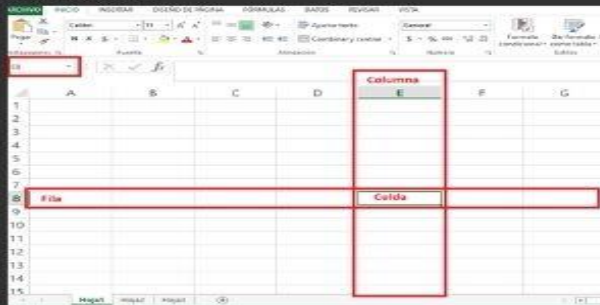 ARCHIVO INICIO INSERTAR DISEÑO DE PÁGINA FÓRMULAS DATOS REVISAR VISTA
Calibri 11 A A Ajustar texto General
Pegar N K S Combinar y centrar $ % 000 Formato condicional Dar formato como tabla
Fuente Alineación Número Estilos
E8 fx
Columna
A B C D E F G
1
2
3
4
5
6
7
8 Fila Celda
9
10
11
12
13
14
15
Hoja1 Hoja2 Hoja3